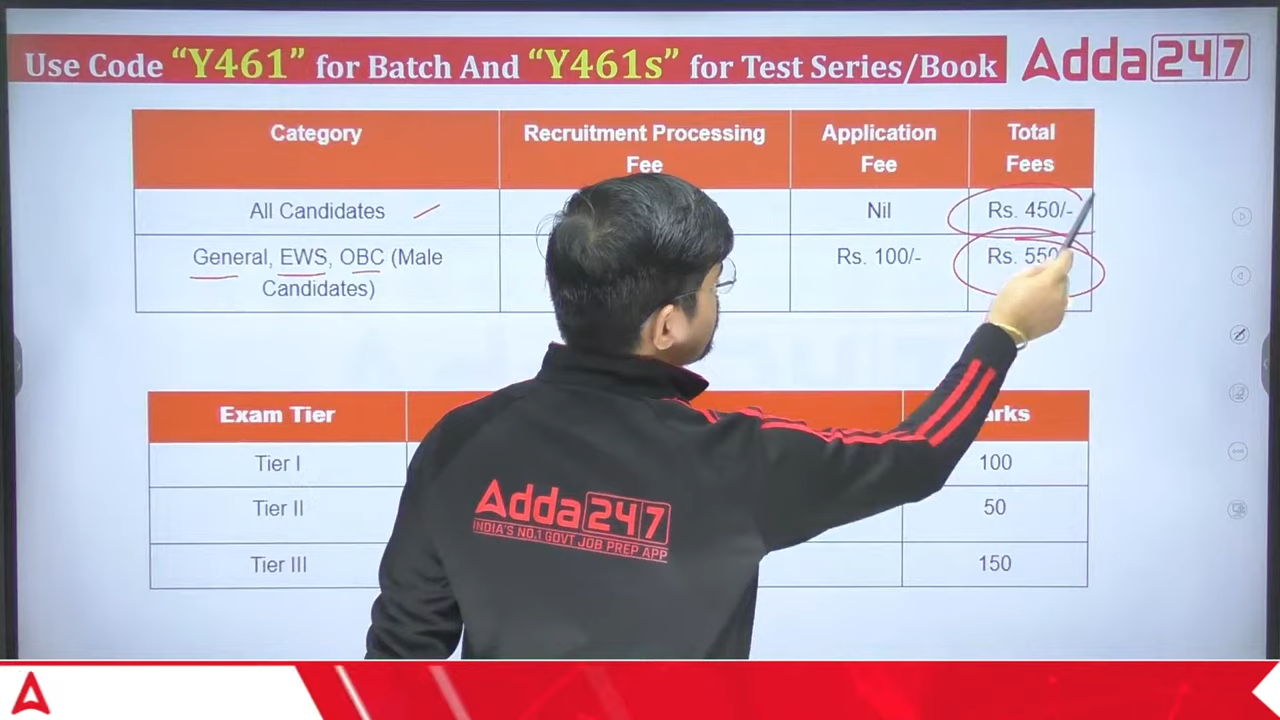 Use Code “Y461” for Batch And “Y461s” for Test Series/Book
Adda247
Category
Recruitment Processing
Fee
Application
Fee
Total
Fees
All Candidates
Nil
Rs. 450/-
General, EWS, OBC (Male
Candidates)
Rs. 100/-
Rs. 550
Exam Tier
Tier I
100
Tier II
50
Tier III
150
Adda247
INDIA'S NO.1 GOVT JOB PREP APP